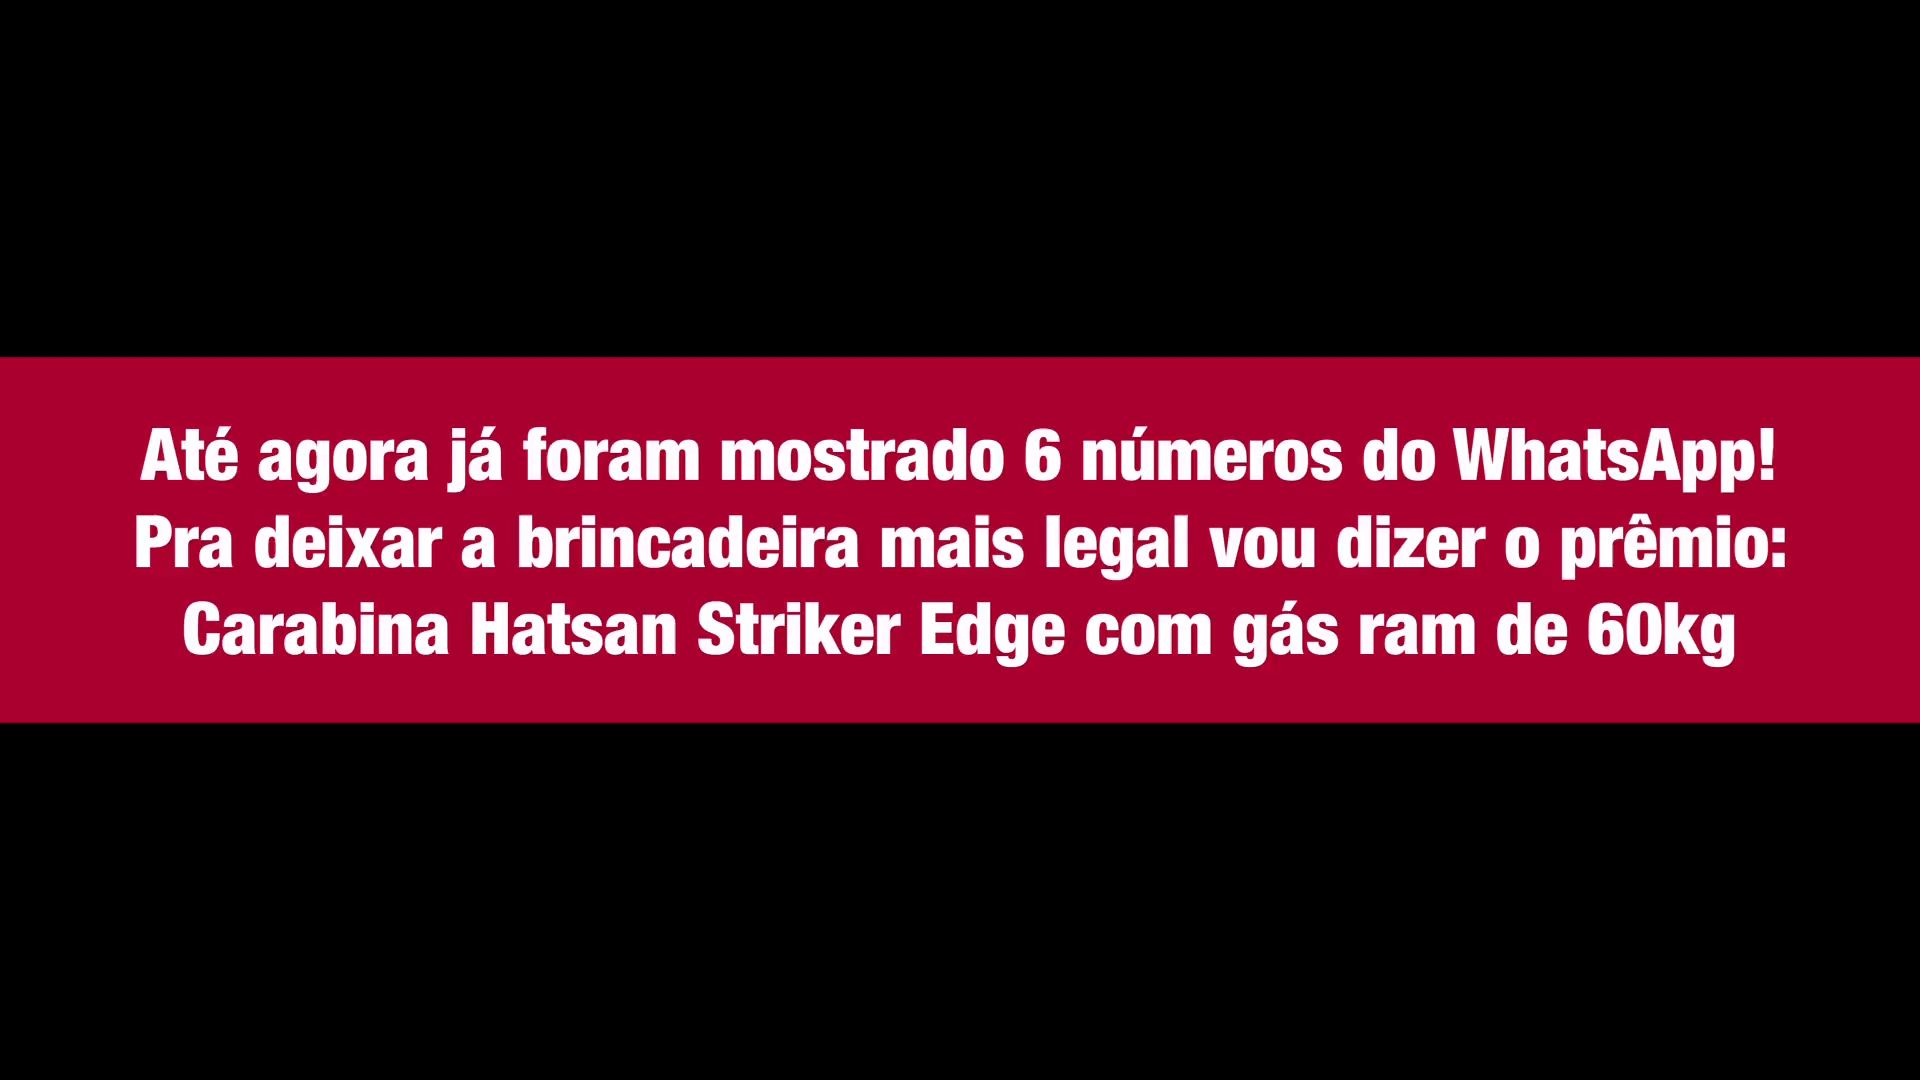 Até agora já foram mostrado 6 números do WhatsApp!
Pra deixar a brincadeira mais legal vou dizer o prêmio:
Carabina Hatsan Striker Edge com gás ram de 60kg